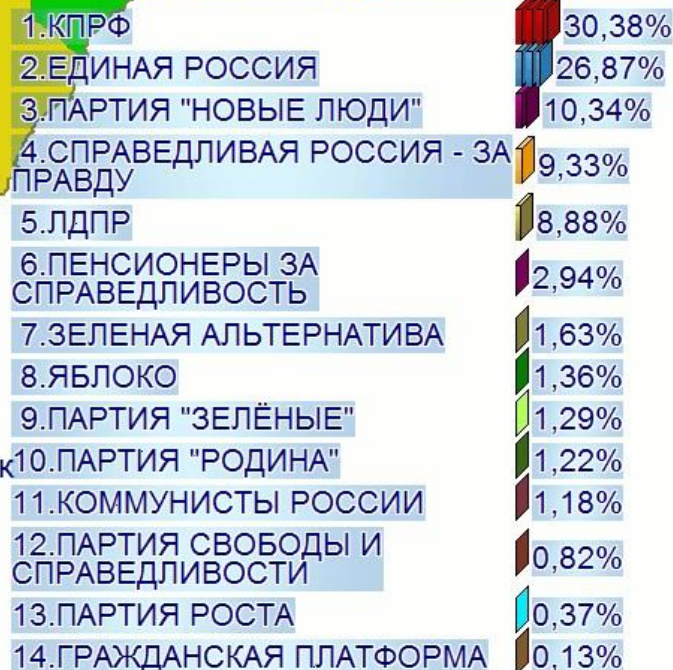 1.КПРФ 30,38%
2.ЕДИНАЯ РОССИЯ 26,87%
3.ПАРТИЯ "НОВЫЕ ЛЮДИ" 10,34%
4.СПРАВЕДЛИВАЯ РОССИЯ - ЗА
ПРАВДУ 9,33%
5.ЛДПР 8,88%
6.ПЕНСИОНЕРЫ ЗА
СПРАВЕДЛИВОСТЬ 2,94%
7.ЗЕЛЕНАЯ АЛЬТЕРНАТИВА 1,63%
8.ЯБЛОКО 1,36%
9.ПАРТИЯ "ЗЕЛЁНЫЕ" 1,29%
к10.ПАРТИЯ "РОДИНА" 1,22%
11.КОММУНИСТЫ РОССИИ 1,18%
12.ПАРТИЯ СВОБОДЫ И
СПРАВЕДЛИВОСТИ 0,82%
13.ПАРТИЯ РОСТА 0,37%
14.ГРАЖДАНСКАЯ ПЛАТФОРМА 0,13%